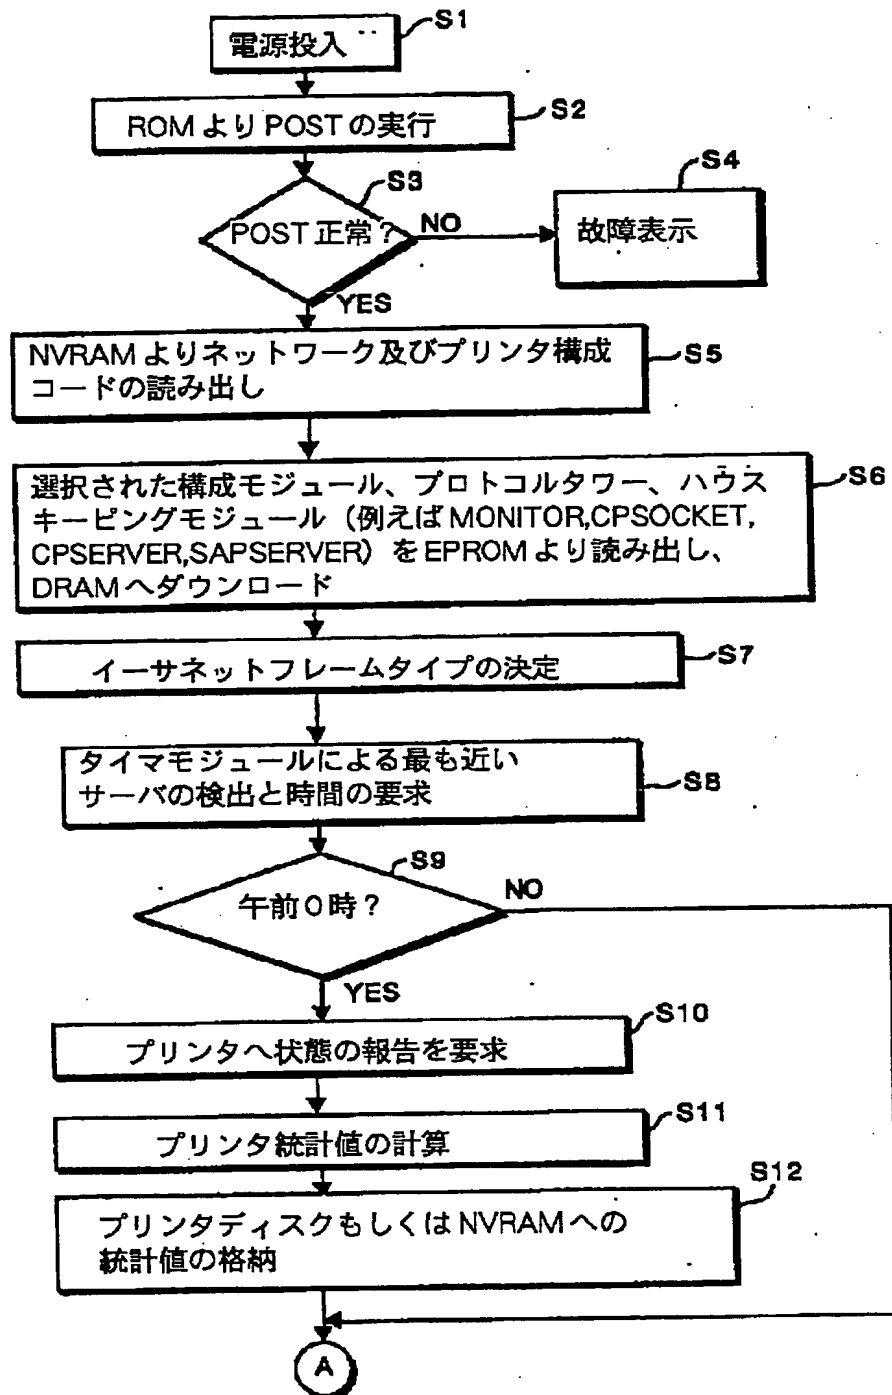 S1
電源投入
S2
ROMよりPOSTの実行
S3
POST正常？
NO
S4
故障表示
YES
S5
NVRAMよりネットワーク及びプリンタ構成
コードの読み出し
S6
選択された構成モジュール、プロトコルタワー、ハウス
キーピングモジュール（例えばMONITOR,CPSOCKET,
CPSERVER,SAPSERVER）をEPROMより読み出し、
DRAMへダウンロード
S7
イーサネットフレームタイプの決定
S8
タイマモジュールによる最も近い
サーバの検出と時間の要求
S9
午前0時？
NO
YES
S10
プリンタへ状態の報告を要求
S11
プリンタ統計値の計算
S12
プリンタディスクもしくはNVRAMへの
統計値の格納
A